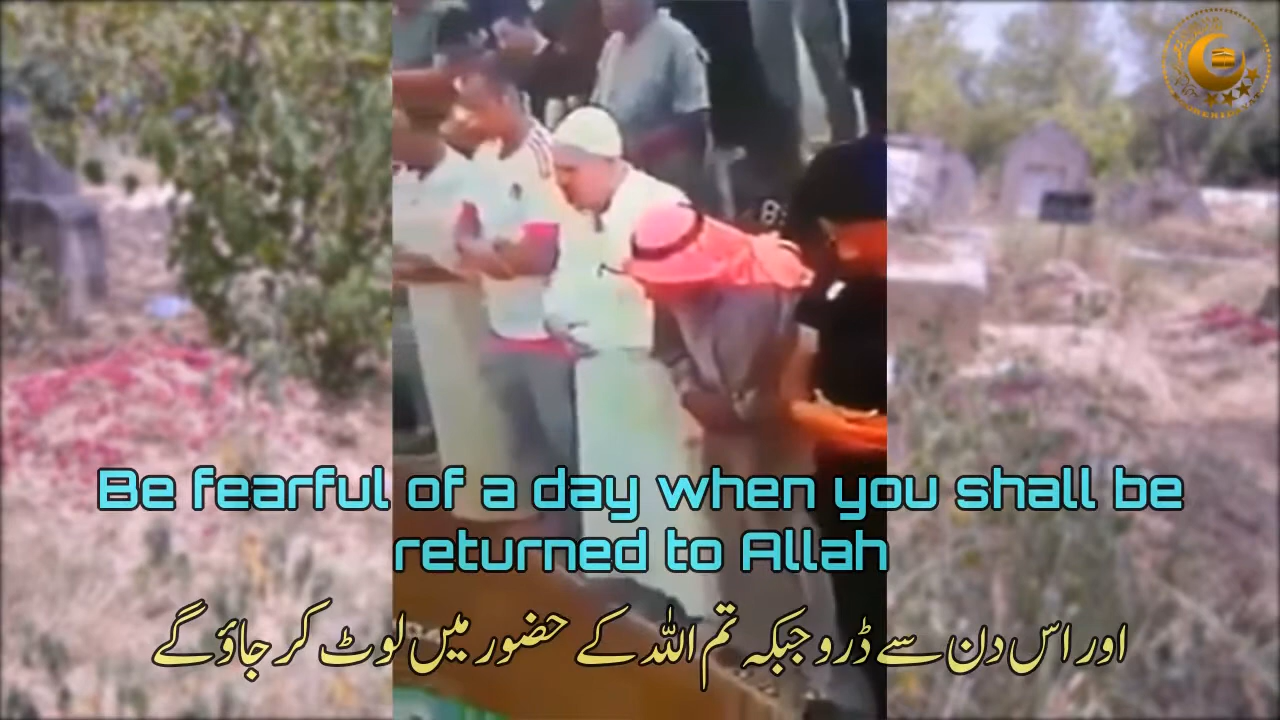 Be fearful of a day when you shall be
returned to Allah
اور اس دن سے ڈرو جبکہ تم اللہ کے حضور میں لوٹ کر جاؤ گے